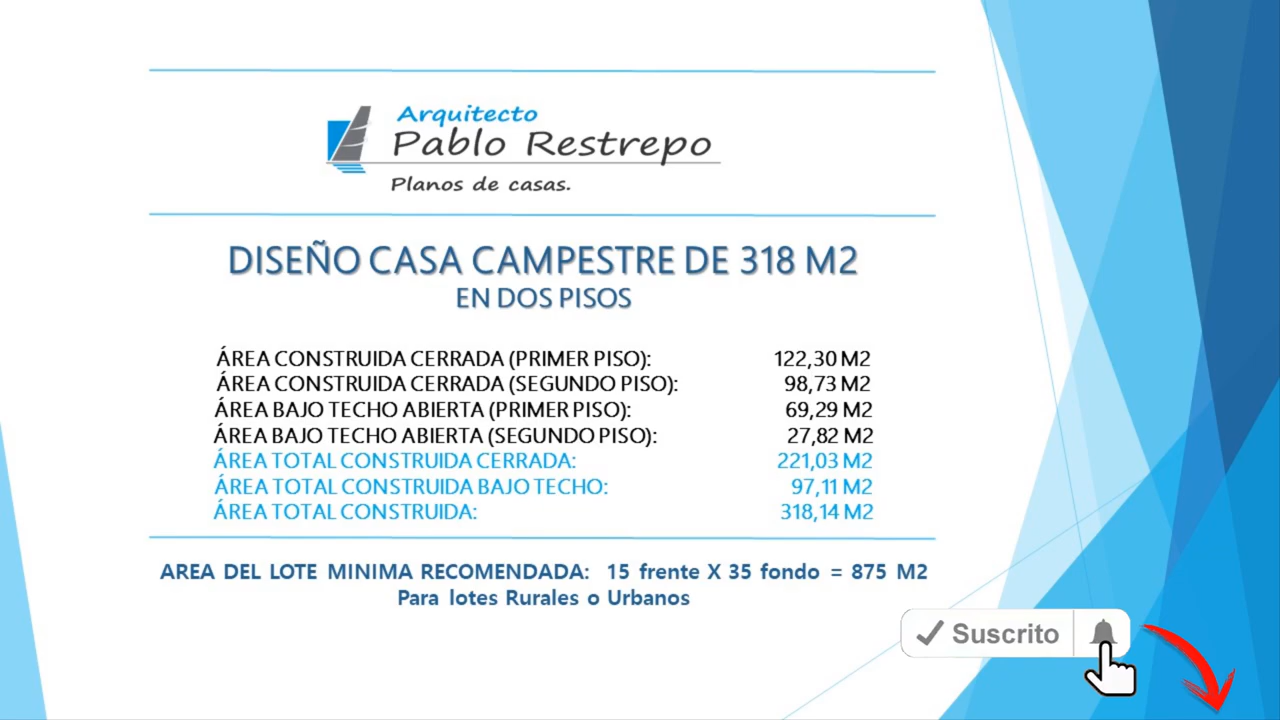 Arquitecto
Pablo Restrepo
Planos de casas.
DISEÑO CASA CAMPESTRE DE 318 M2
EN DOS PISOS
ÁREA CONSTRUIDA CERRADA (PRIMER PISO): 122,30 M2
ÁREA CONSTRUIDA CERRADA (SEGUNDO PISO): 98,73 M2
ÁREA BAJO TECHO ABIERTA (PRIMER PISO): 69,29 M2
ÁREA BAJO TECHO ABIERTA (SEGUNDO PISO): 27,82 M2
ÁREA TOTAL CONSTRUIDA CERRADA: 221,03 M2
ÁREA TOTAL CONSTRUIDA BAJO TECHO: 97,11 M2
ÁREA TOTAL CONSTRUIDA: 318,14 M2
AREA DEL LOTE MINIMA RECOMENDADA: 15 frente X 35 fondo = 875 M2
Para lotes Rurales o Urbanos
Suscrito